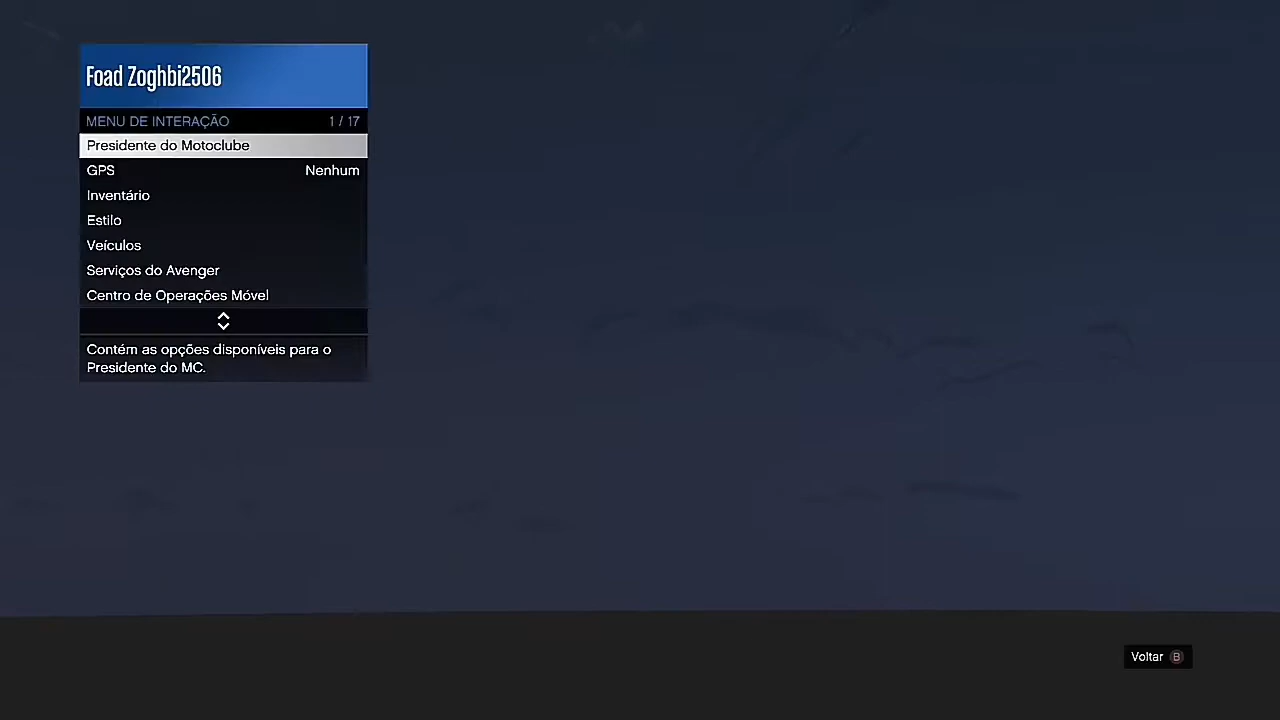 Foad Zoghbi2506
MENU DE INTERAÇÃO 1 / 17
Presidente do Motoclube
GPS Nenhum
Inventário
Estilo
Veículos
Serviços do Avenger
Centro de Operações Móvel
Contém as opções disponíveis para o
Presidente do MC.
Voltar B